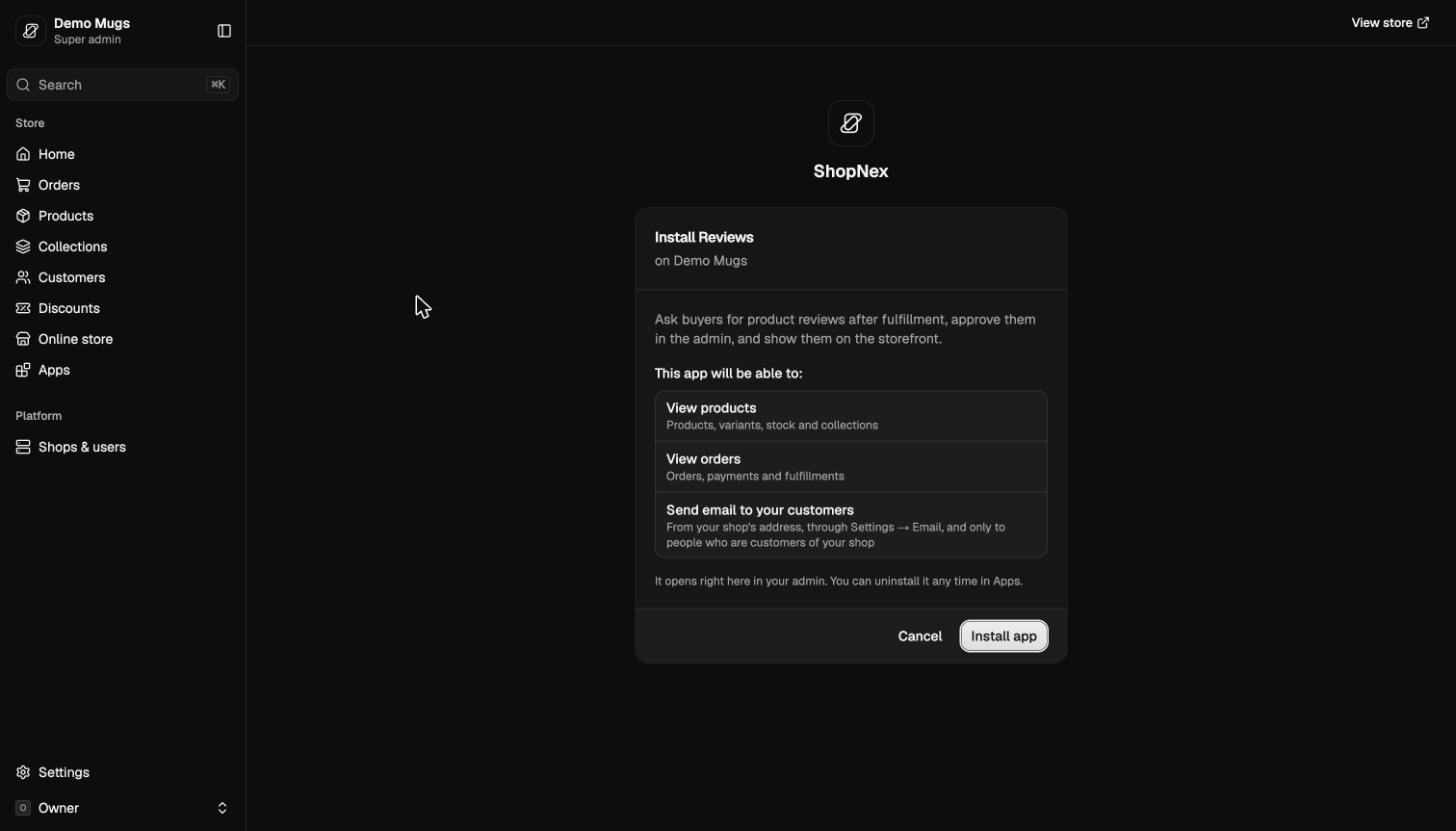 Demo Mugs
Super admin
View store
Search
⌘K
Store
Home
Orders
Products
Collections
Customers
Discounts
Online store
Apps
Platform
Shops & users
Settings
O
Owner
ShopNex
Install Reviews
on Demo Mugs
Ask buyers for product reviews after fulfillment, approve them
in the admin, and show them on the storefront.
This app will be able to:
View products
Products, variants, stock and collections
View orders
Orders, payments and fulfillments
Send email to your customers
From your shop's address, through Settings → Email, and only to
people who are customers of your shop
It opens right here in your admin. You can uninstall it any time in Apps.
Cancel
Install app